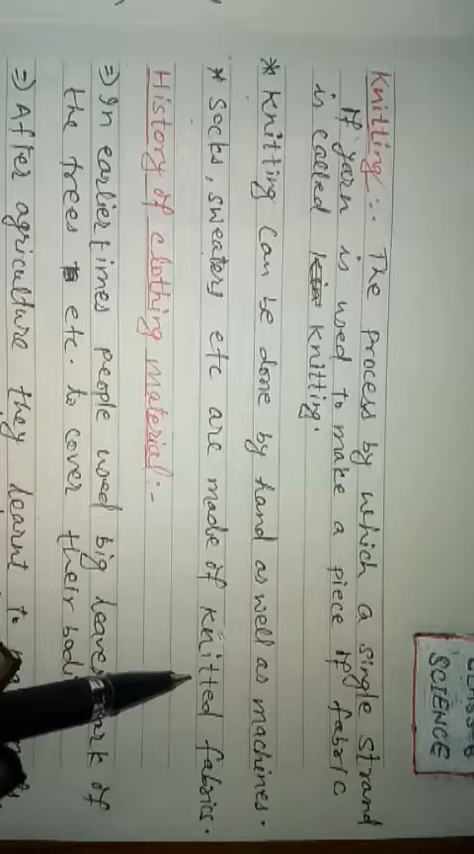 SCIENCE
Knitting:- The process by which a single strand
of yarn is used to make a piece of fabric
is called knitting.
* Knitting can be done by hand as well as machines.
* Socks, sweaters etc are made of knitted fabrics.
History of clothing material:-
=) In earlier times people used big leaves of
the trees etc. to cover their
=) After agriculture they learnt to